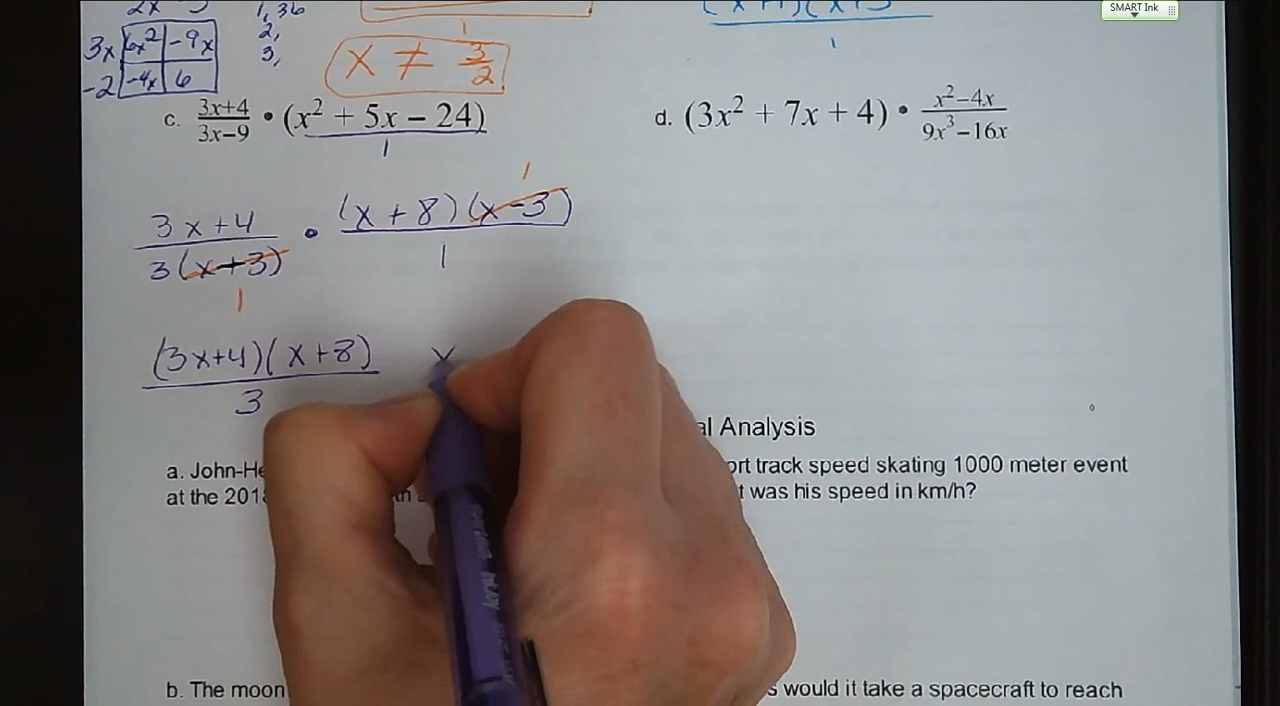 SMART Ink
2x 3
1, 36
3x 6x² -9x
2,
-2 -4x 6
3,
1
x ≠ 3/2
1
c. 3x+4/3x−9 • (x² + 5x − 24)
1
d. (3x² + 7x + 4) • x²−4x/9x³−16x
1
3x+4/3(x+3) • (x+8)(x-3)/1
1
(3x+4)(x+8)/3 x
al Analysis
a. John-He ort track speed skating 1000 meter event
at the 201 t was his speed in km/h?
b. The moon s would it take a spacecraft to reach